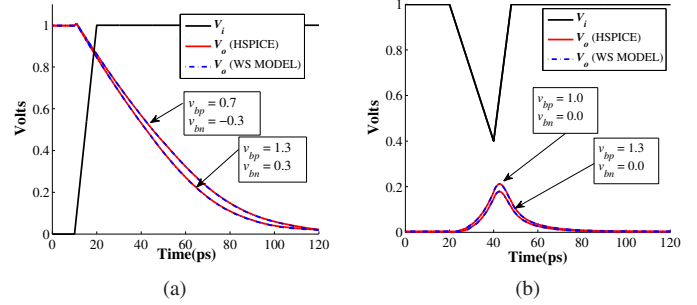 V_i
V_o (HSPICE)
V_o (WS MODEL)
v_bp = 0.7
v_bn = −0.3
v_bp = 1.3
v_bn = 0.3
Volts
1
0.8
0.6
0.4
0.2
0
0 20 40 60 80 100 120
Time(ps)
(a)
V_i
V_o (HSPICE)
V_o (WS MODEL)
v_bp = 1.0
v_bn = 0.0
v_bp = 1.3
v_bn = 0.0
Volts
1
0.8
0.6
0.4
0.2
0
0 20 40 60 80 100 120
Time(ps)
(b)